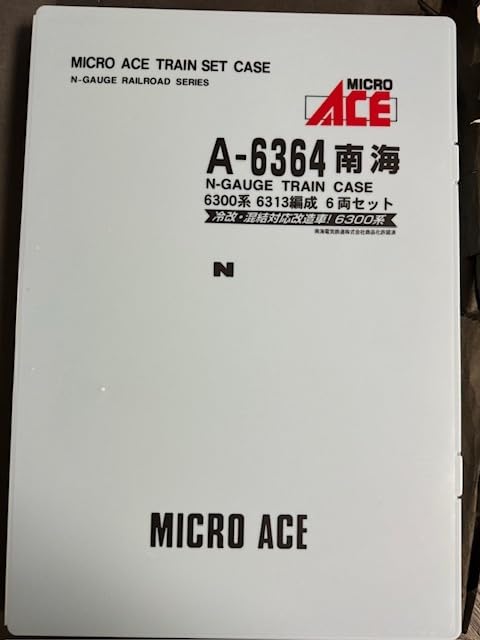 MICRO ACE TRAIN SET CASE
N-GAUGE RAILROAD SERIES
MICRO
ACE
A-6364 南海
N-GAUGE TRAIN CASE
6300系 6313編成 6両セット
冷改・混結対応改造車! 6300系
南海電気鉄道株式会社商品化許諾済
N
MICRO ACE